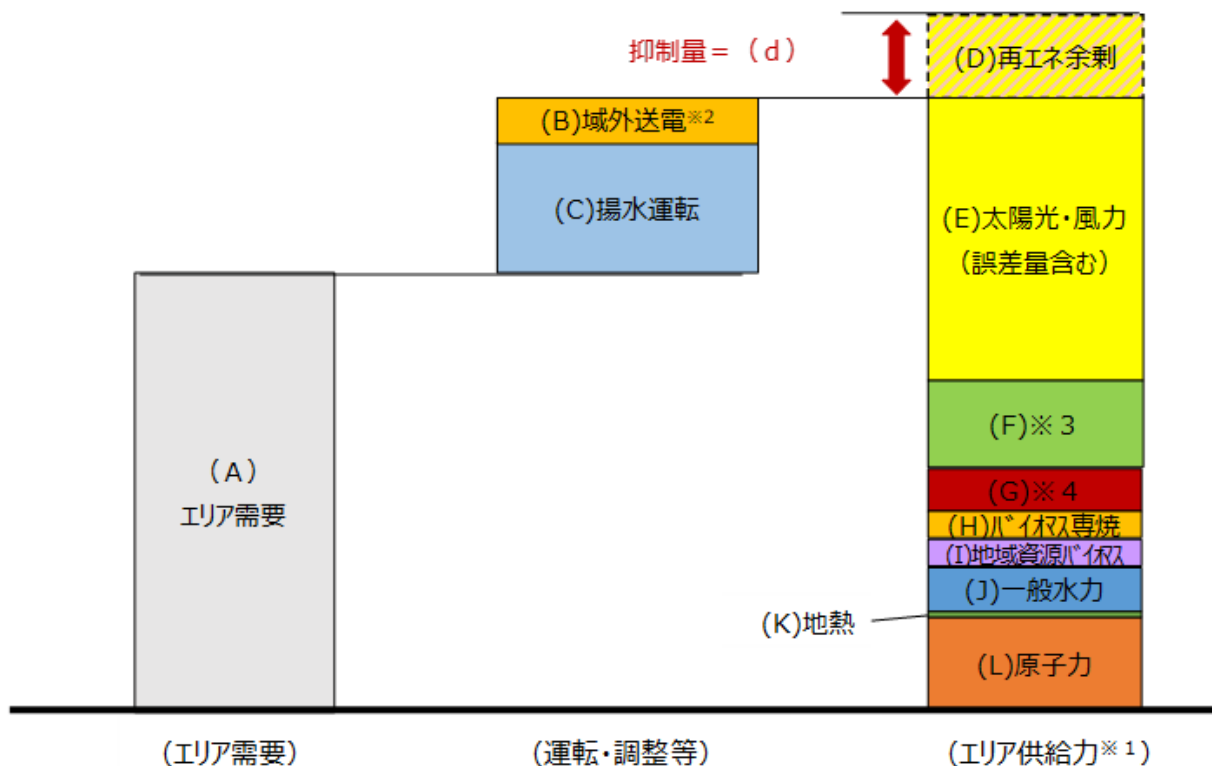 抑制量＝（ｄ）
(D)再エネ余剰
(B)域外送電※2
(C)揚水運転
(E)太陽光・風力
（誤差量含む）
(F)※３
(G)※４
（Ａ）
エリア需要
(H)ﾊﾞｲｵﾏｽ専焼
(I)地域資源ﾊﾞｲｵﾏｽ
(J)一般水力
(K)地熱
(L)原子力
(エリア需要)
(運転・調整等)
(エリア供給力※１)